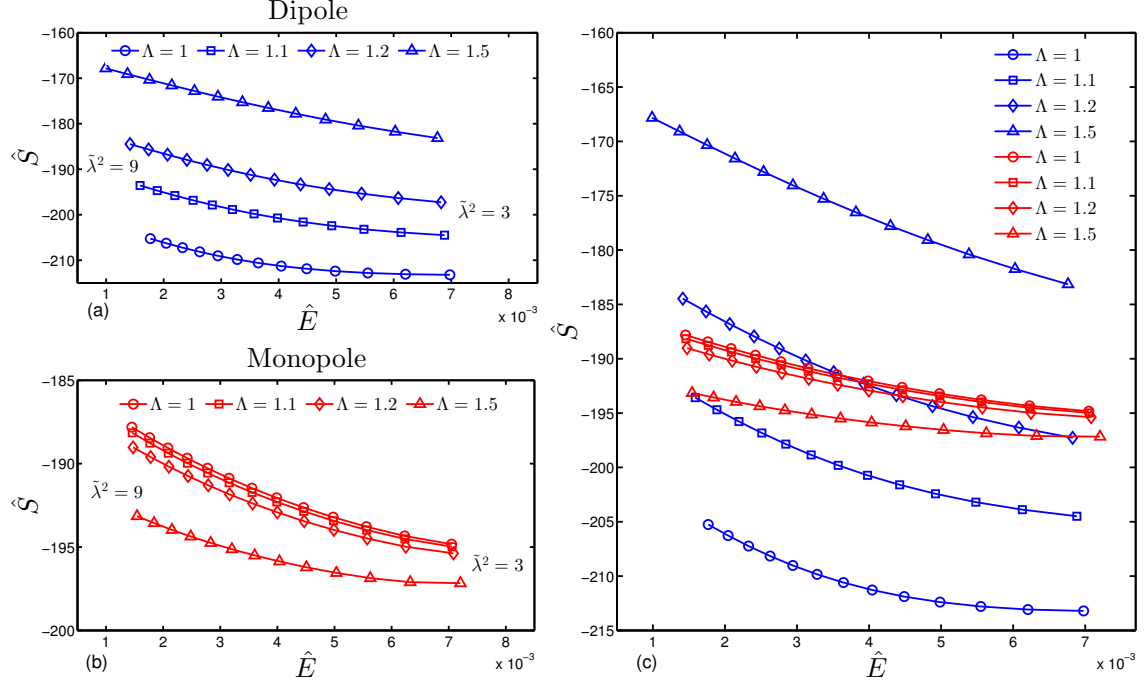 Dipole
−160
−170
−180
−190
−200
−210
Ŝ
Λ = 1 Λ = 1.1 Λ = 1.2 Λ = 1.5
λ̃² = 9
λ̃² = 3
1 2 3 4 5 6 7 8
(a)
Ê
x 10⁻³
Monopole
−185
−190
−195
−200
Ŝ
Λ = 1 Λ = 1.1 Λ = 1.2 Λ = 1.5
λ̃² = 9
λ̃² = 3
1 2 3 4 5 6 7 8
(b)
Ê
x 10⁻³
−160
−165
−170
−175
−180
−185
−190
−195
−200
−205
−210
−215
Ŝ
Λ = 1
Λ = 1.1
Λ = 1.2
Λ = 1.5
Λ = 1
Λ = 1.1
Λ = 1.2
Λ = 1.5
1 2 3 4 5 6 7
(c)
Ê
x 10⁻³